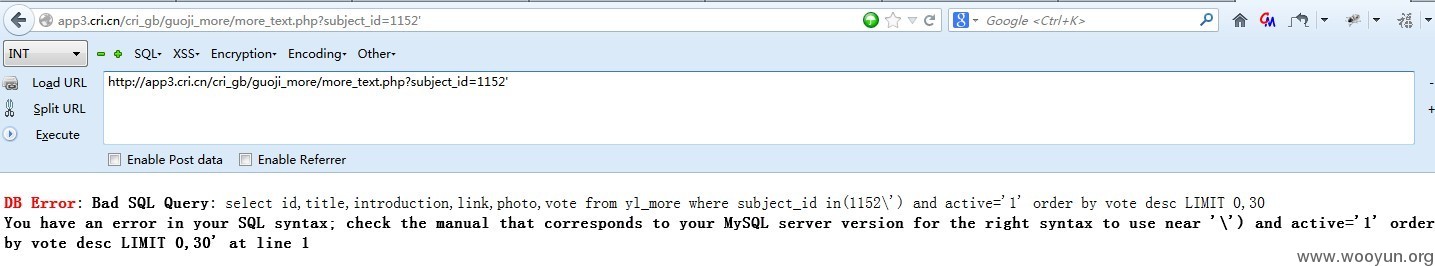 app3.cri.cn/cri_gb/guoji_more/more_text.php?subject_id=1152'
Google <Ctrl+K>
INT
SQL- XSS- Encryption- Encoding- Other-
Load URL
http://app3.cri.cn/cri_gb/guoji_more/more_text.php?subject_id=1152'
Split URL
Execute
Enable Post data Enable Referrer
DB Error: Bad SQL Query: select id,title,introduction,link,photo,vote from yl_more where subject_id in(1152\') and active='1' order by vote desc LIMIT 0,30
You have an error in your SQL syntax; check the manual that corresponds to your MySQL server version for the right syntax to use near '\') and active='1' order
by vote desc LIMIT 0,30' at line 1
www.wooyun.org